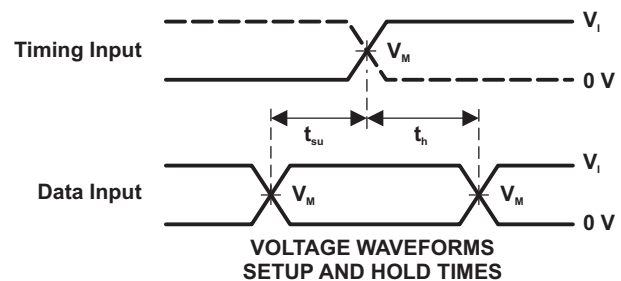 V_I
Timing Input
V_M
0 V
t_su
t_h
V_I
Data Input
V_M
V_M
0 V
VOLTAGE WAVEFORMS
SETUP AND HOLD TIMES